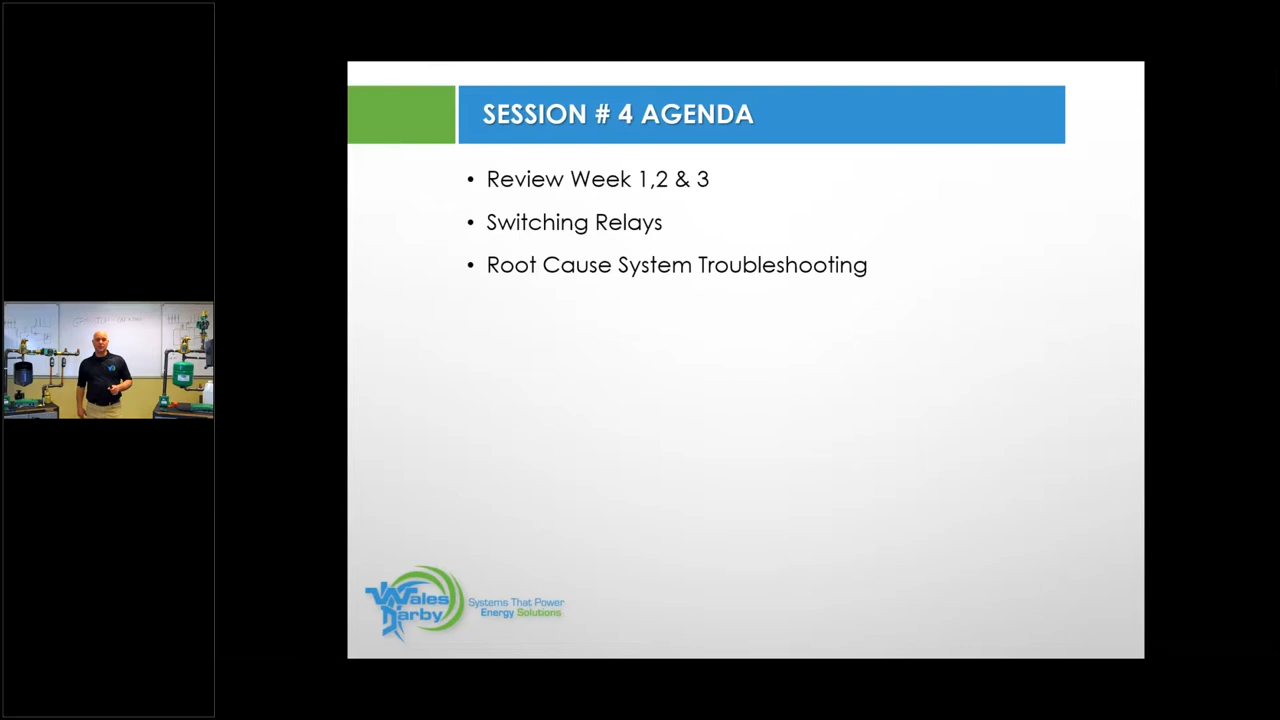 SESSION # 4 AGENDA
• Review Week 1,2 & 3
• Switching Relays
• Root Cause System Troubleshooting
Wales
Darby
Systems That Power
Energy Solutions